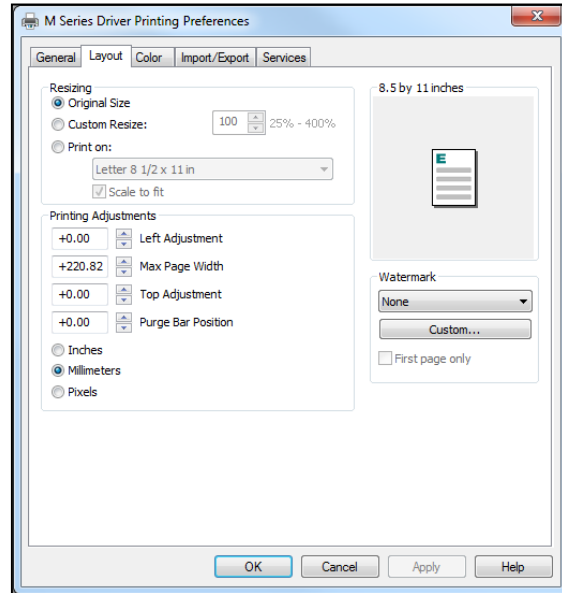 M Series Driver Printing Preferences
X
General Layout Color Import/Export Services
Resizing
Original Size
Custom Resize: 100 25% - 400%
Print on:
Letter 8 1/2 x 11 in
Scale to fit
Printing Adjustments
+0.00 Left Adjustment
+220.82 Max Page Width
+0.00 Top Adjustment
+0.00 Purge Bar Position
Inches
Millimeters
Pixels
8.5 by 11 inches
E
Watermark
None
Custom...
First page only
OK Cancel Apply Help